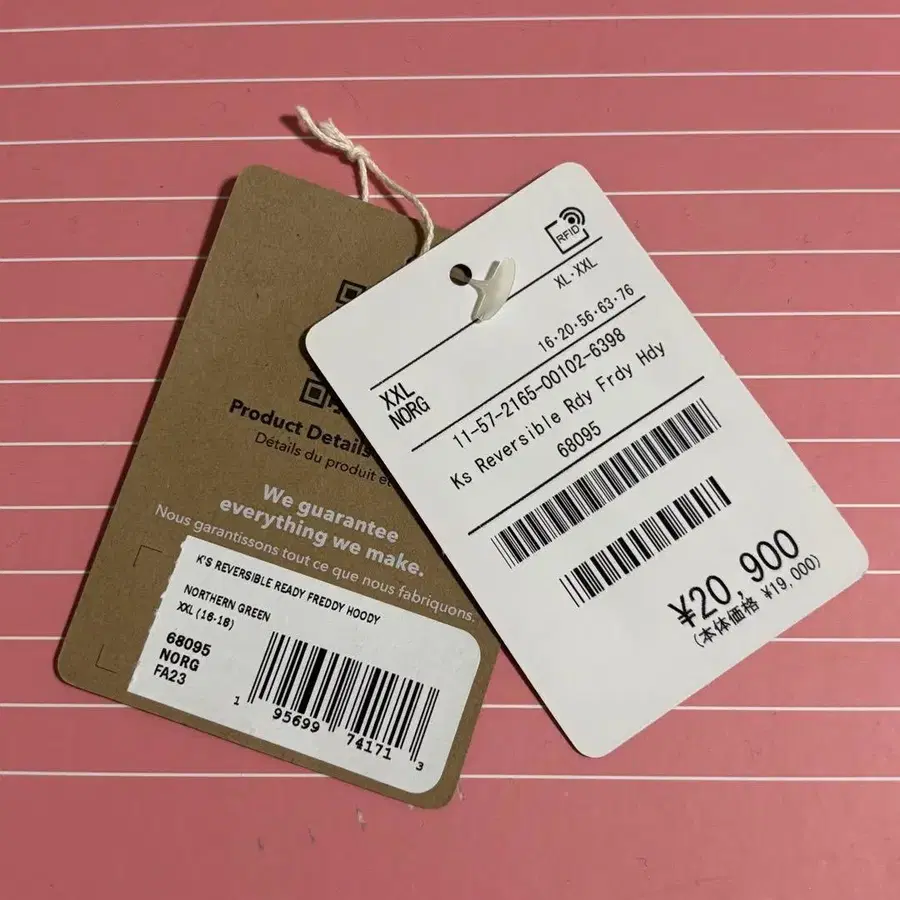 Product Details
Détails du produit et
We guarantee
everything we make.
Nous garantissons tout ce que nous fabriquons.
K'S REVERSIBLE READY FREDDY HOODY
NORTHERN GREEN
XXL (16-18)
68095
NORG
FA23
1 95699 74171 3
RFID
XL·XXL
16·20·56·63·76
XXL
NORG
11-57-2165-00102-6398
Ks Reversible Rdy Frdy Hdy
68095
¥20,900
(本体価格 ¥19,000)